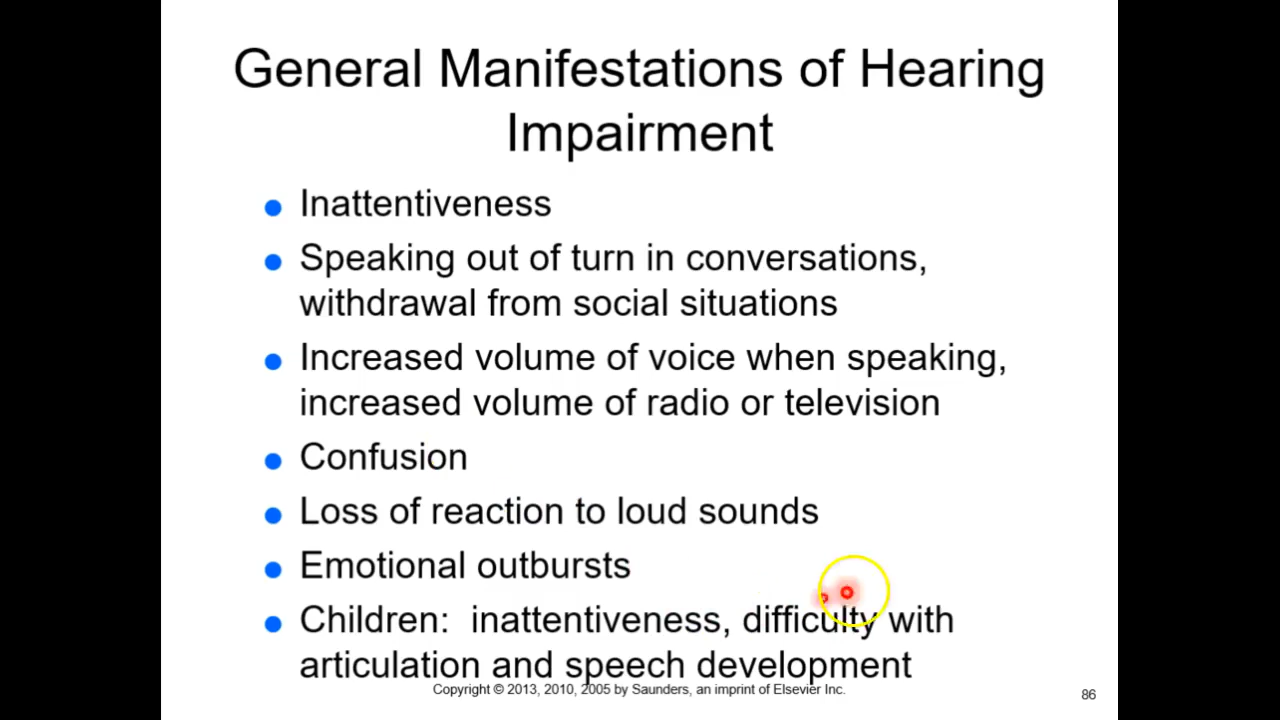 General Manifestations of Hearing
Impairment
Inattentiveness
Speaking out of turn in conversations,
withdrawal from social situations
Increased volume of voice when speaking,
increased volume of radio or television
Confusion
Loss of reaction to loud sounds
Emotional outbursts
Children: inattentiveness, difficulty with
articulation and speech development
Copyright © 2013, 2010, 2005 by Saunders, an imprint of Elsevier Inc.
86